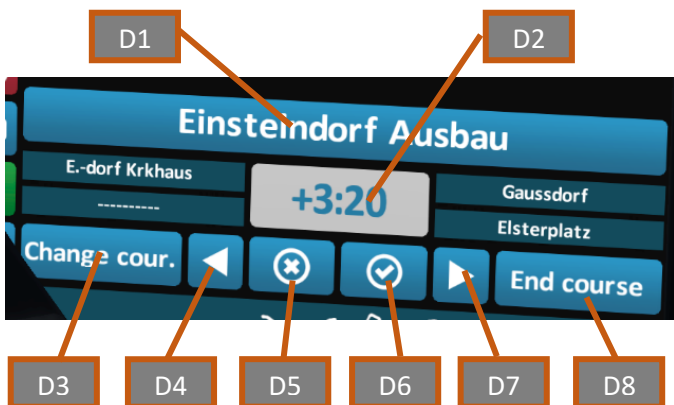 D1 D2
Einsteindorf Ausbau
E.-dorf Krkhaus
+3:20
Gaussdorf
----------
Elsterplatz
Change cour.
End course
D3 D4 D5 D6 D7 D8